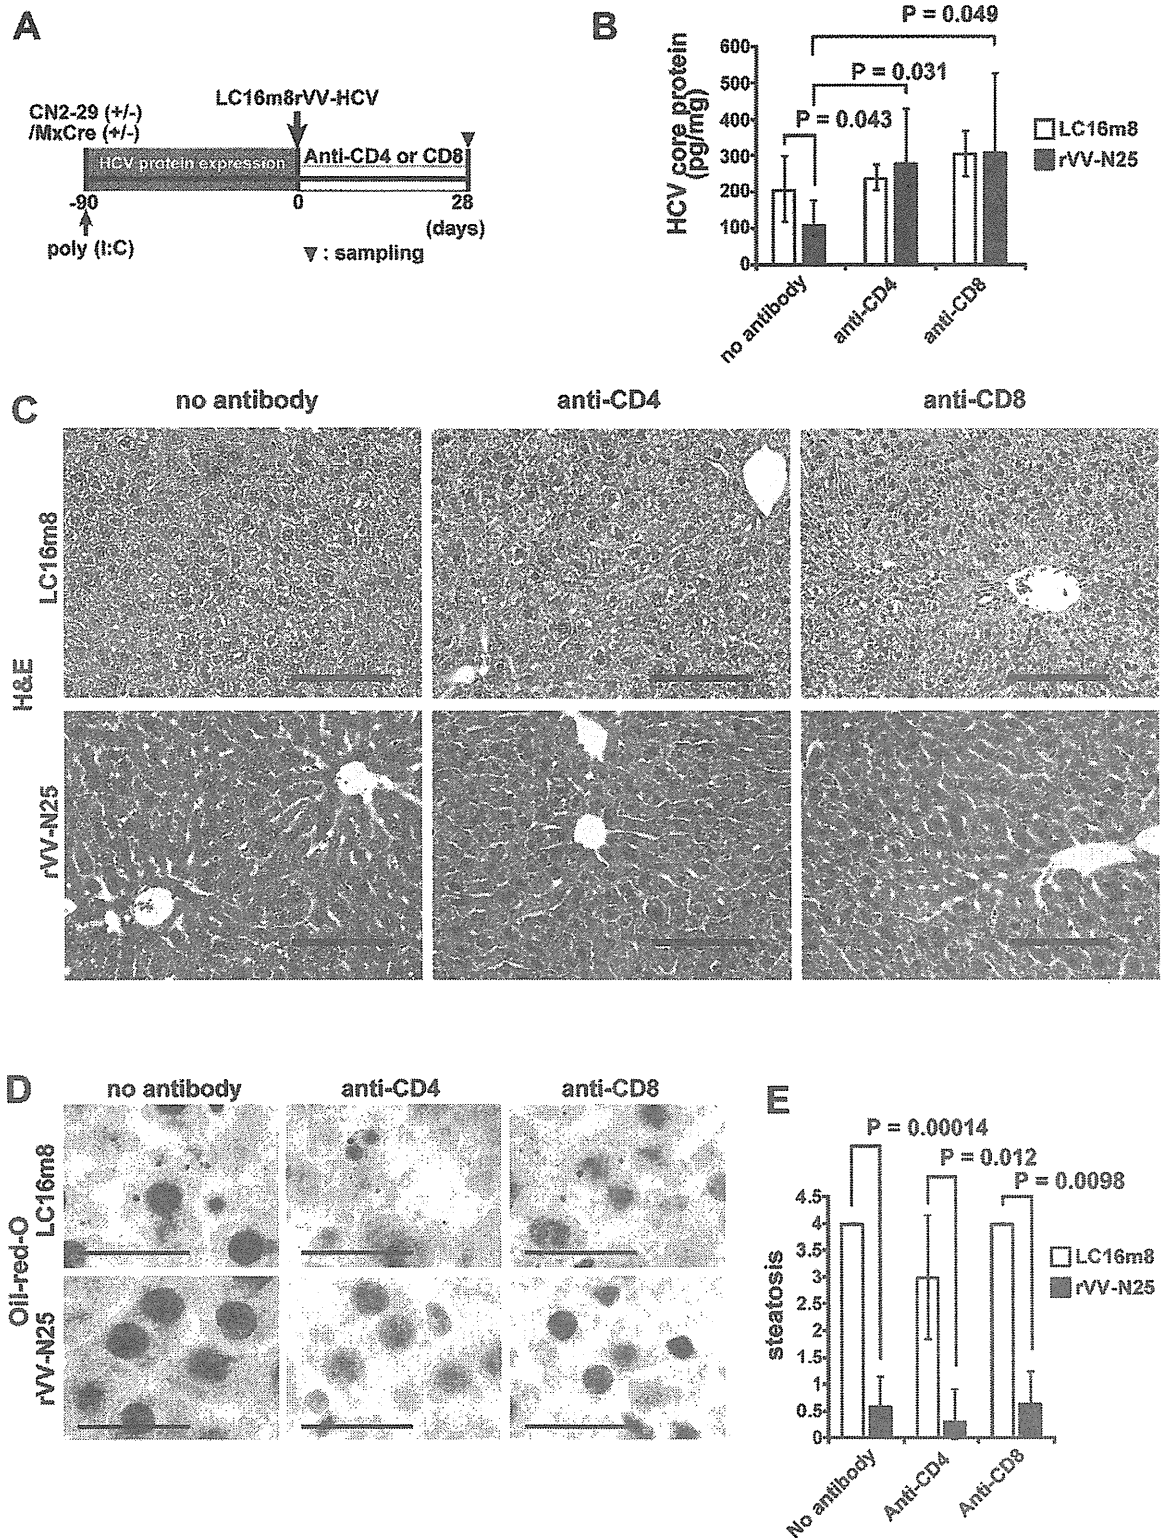 A
CN2-29 (+/-)
/MxCre (+/-)
LC16m8rVV-HCV
HCV protein expression
Anti-CD4 or CD8
-90
0
28
(days)
poly (I:C)
▼: sampling
B
P = 0.049
P = 0.031
P = 0.043
HCV core protein
(pg/mg)
600
500
400
300
200
100
0
no antibody
anti-CD4
anti-CD8
LC16m8
rVV-N25
C
no antibody
anti-CD4
anti-CD8
H&E
LC16m8
rVV-N25
D
no antibody
anti-CD4
anti-CD8
Oil-red-O
LC16m8
rVV-N25
E
P = 0.00014
P = 0.012
P = 0.0098
steatosis
4.5
4
3.5
3
2.5
2
1.5
1
0.5
0
No antibody
Anti-CD4
Anti-CD8
LC16m8
rVV-N25